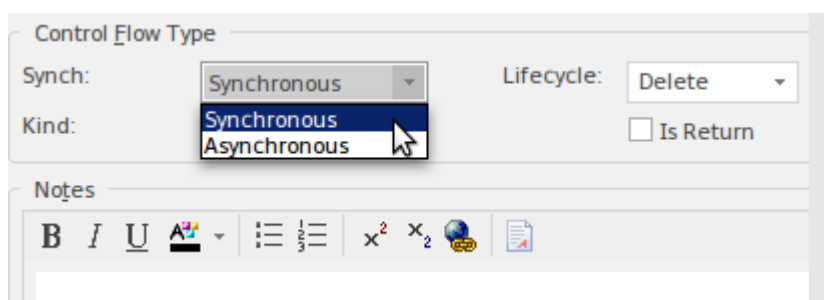 Control Flow Type
Synch: Synchronous Lifecycle: Delete
Kind: Synchronous
Asynchronous
Is Return
Notes
B I U A x² x₂